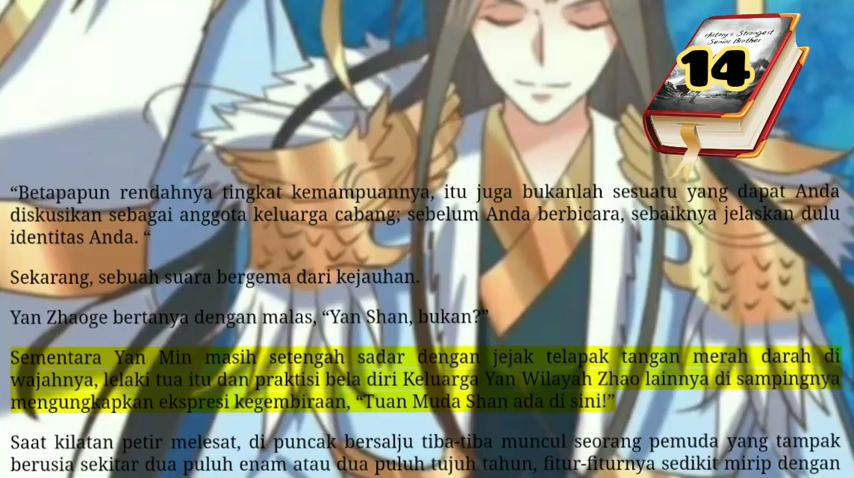 History's Strongest
Senior Brother
14
“Betapapun rendahnya tingkat kemampuannya, itu juga bukanlah sesuatu yang dapat Anda
diskusikan sebagai anggota keluarga cabang; sebelum Anda berbicara, sebaiknya jelaskan dulu
identitas Anda. “
Sekarang, sebuah suara bergema dari kejauhan.
Yan Zhaoge bertanya dengan malas, “Yan Shan, bukan?”
Sementara Yan Min masih setengah sadar dengan jejak telapak tangan merah darah di
wajahnya, lelaki tua itu dan praktisi bela diri Keluarga Yan Wilayah Zhao lainnya di sampingnya
mengungkapkan ekspresi kegembiraan, “Tuan Muda Shan ada di sini!”
Saat kilatan petir melesat, di puncak bersalju tiba-tiba muncul seorang pemuda yang tampak
berusia sekitar dua puluh enam atau dua puluh tujuh tahun, fitur-fiturnya sedikit mirip dengan